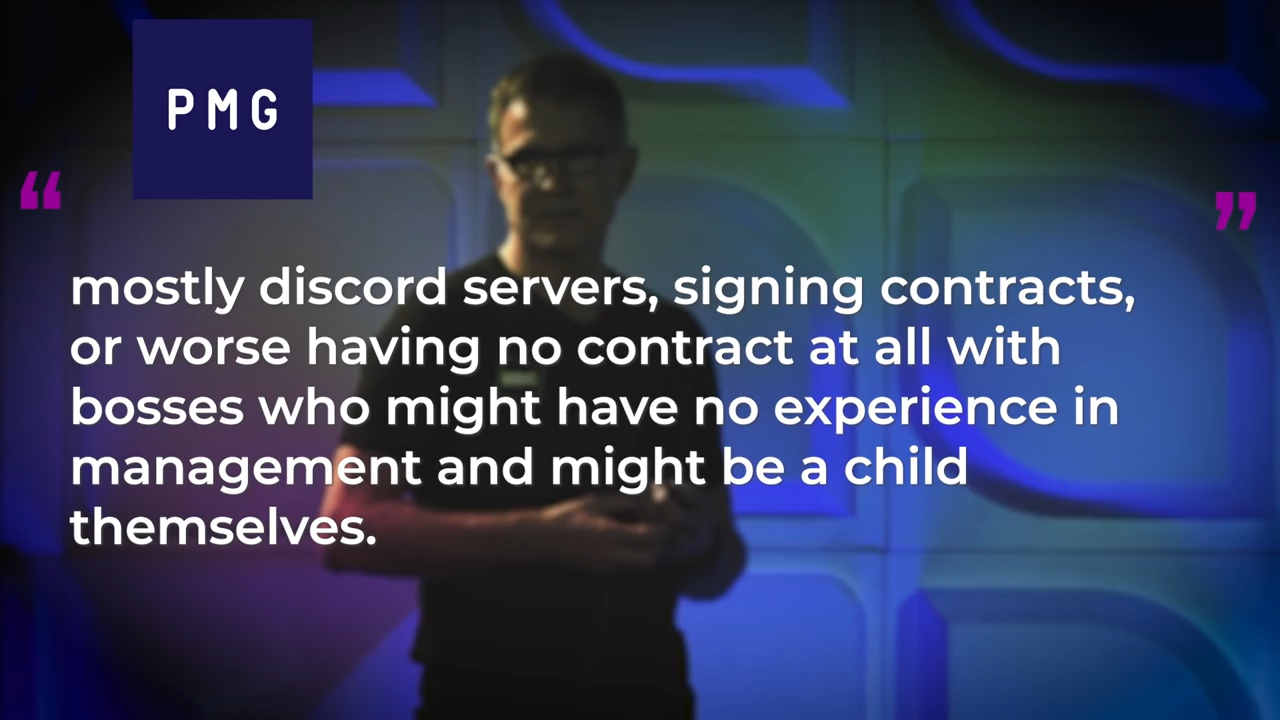 PMG
“ ”
mostly discord servers, signing contracts,
or worse having no contract at all with
bosses who might have no experience in
management and might be a child
themselves.